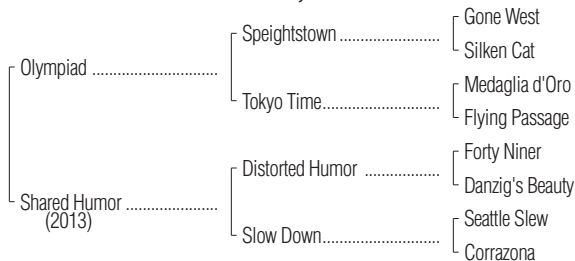 Gone West
Speightstown
Silken Cat
Olympiad
Medaglia d'Oro
Tokyo Time
Flying Passage
Forty Niner
Distorted Humor
Danzig's Beauty
Shared Humor
(2013)
Seattle Slew
Slow Down
Corrazona